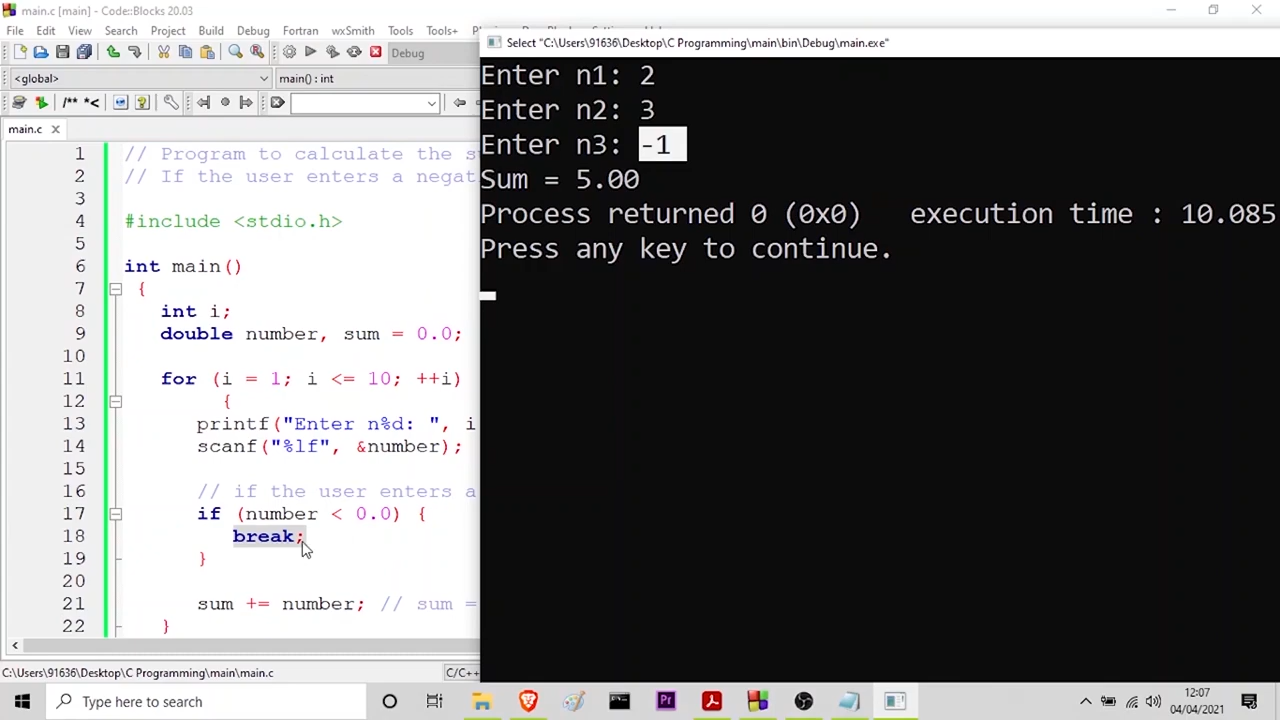 main.c [main] - Code::Blocks 20.03
File Edit View Search Project Build Debug Fortran wxSmith Tools Tools+
Debug
<global> main() : int
/** *<
main.c
1 // Program to calculate the s
2 // If the user enters a negat
3
4 #include <stdio.h>
5
6 int main()
7 {
8 int i;
9 double number, sum = 0.0;
10
11 for (i = 1; i <= 10; ++i)
12 {
13 printf("Enter n%d: ", i
14 scanf("%lf", &number);
15
16 // if the user enters a
17 if (number < 0.0) {
18 break;
19 }
20
21 sum += number; // sum =
22 }
C:\Users\91636\Desktop\C Programming\main\main.c C/C++
Select "C:\Users\91636\Desktop\C Programming\main\bin\Debug\main.exe"
Enter n1: 2
Enter n2: 3
Enter n3: -1
Sum = 5.00
Process returned 0 (0x0) execution time : 10.085
Press any key to continue.
Type here to search
Pr
12:07
04/04/2021